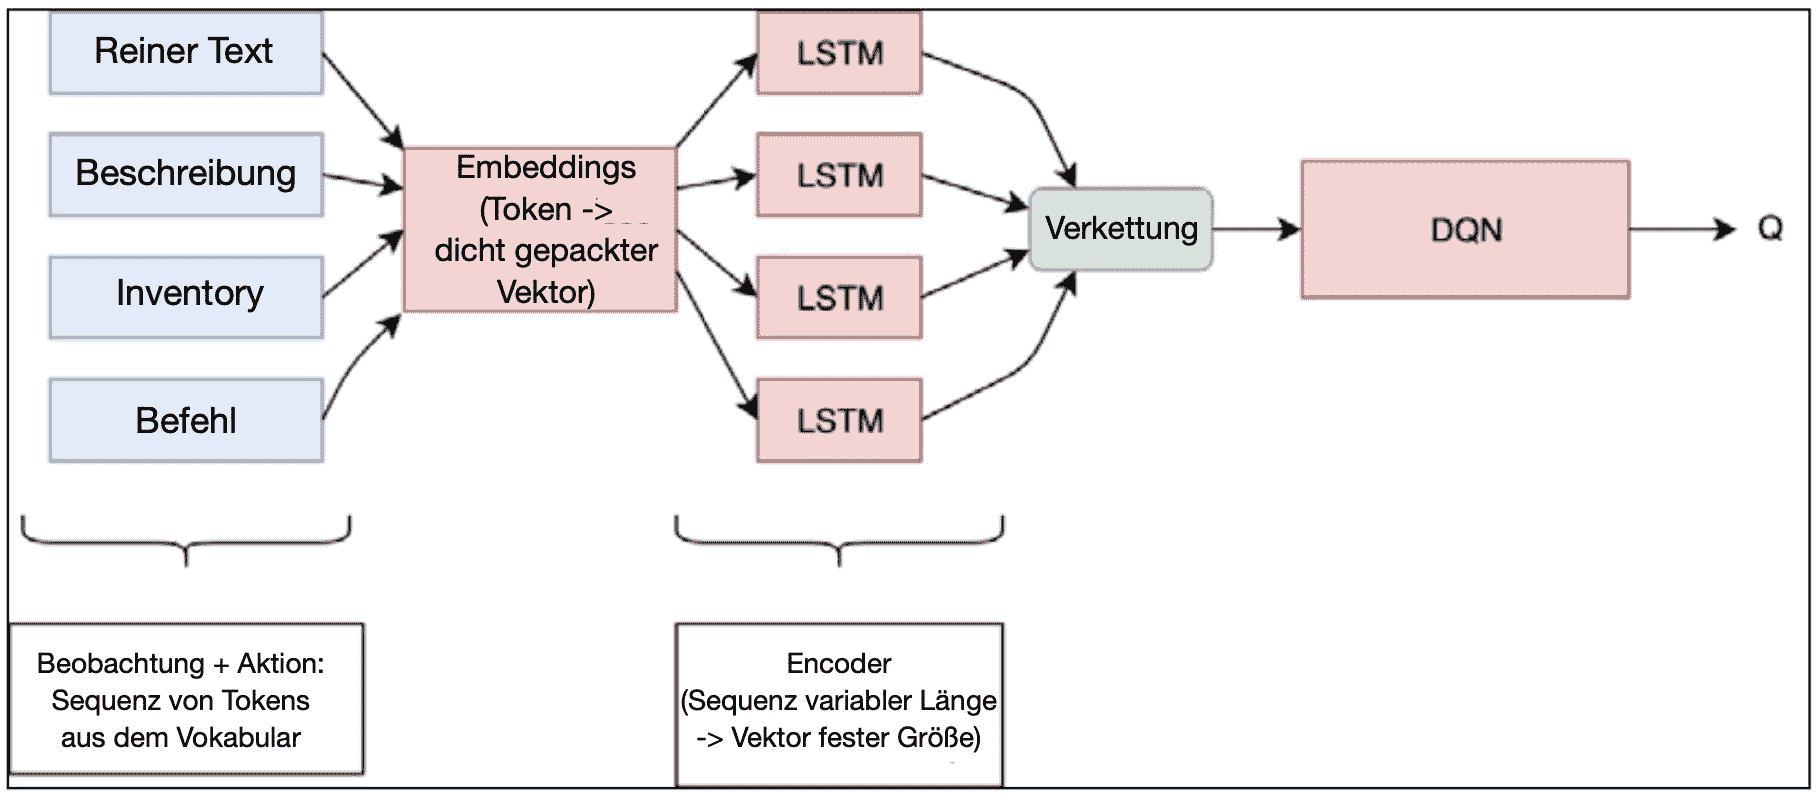 Reiner Text
Beschreibung
Inventory
Befehl
Embeddings
(Token ->
dicht gepackter
Vektor)
LSTM
LSTM
LSTM
LSTM
Verkettung
DQN
Q
Beobachtung + Aktion:
Sequenz von Tokens
aus dem Vokabular
Encoder
(Sequenz variabler Länge
-> Vektor fester Größe)